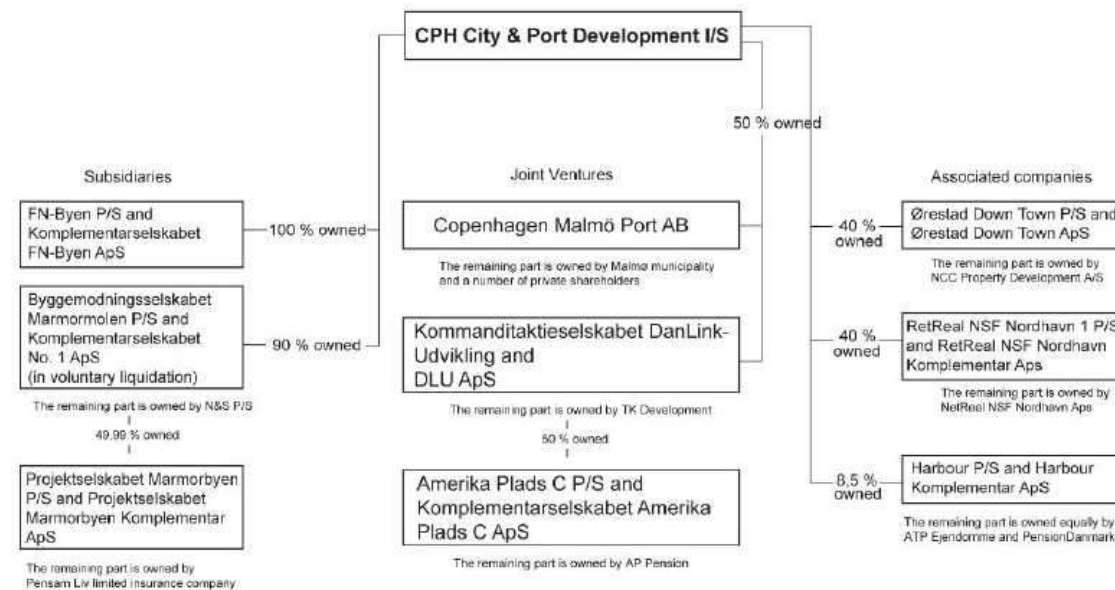 CPH City & Port Development I/S
50 % owned
Subsidiaries
FN-Byen P/S and
Komplementarselskabet
FN-Byen ApS
100 % owned
Byggemodningsselskabet
Marmormolen P/S and
Komplementarselskabet
No. 1 ApS
(in voluntary liquidation)
90 % owned
The remaining part is owned by N&S P/S
49,99 % owned
Projektselskabet Marmorbyen
P/S and Projektselskabet
Marmorbyen Komplementar
ApS
The remaining part is owned by
Pensam Liv limited insurance company
Joint Ventures
Copenhagen Malmö Port AB
The remaining part is owned by Malmø municipality
and a number of private shareholders
Kommanditaktieselskabet DanLink-
Udvikling and
DLU ApS
The remaining part is owned by TK Development
50 % owned
Amerika Plads C P/S and
Komplementarselskabet Amerika
Plads C ApS
The remaining part is owned by AP Pension
Associated companies
40 %
owned
Ørestad Down Town P/S and
Ørestad Down Town ApS
The remaining part is owned by
NCC Property Development A/S
40 %
owned
RetReal NSF Nordhavn 1 P/S
and RetReal NSF Nordhavn
Komplementar Aps
The remaining part is owned by
NetReal NSF Nordhavn Aps
8,5 %
owned
Harbour P/S and Harbour
Komplementar ApS
The remaining part is owned equally by
ATP Ejendomme and PensionDanmark